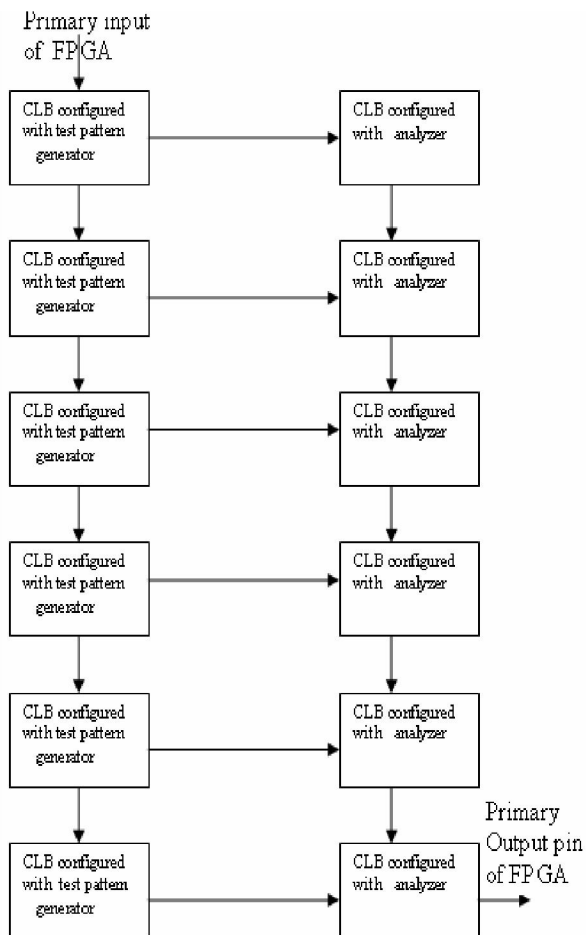 Primary input
of FPGA
CLB configured
with test pattern
generator
CLB configured
with analyzer
CLB configured
with test pattern
generator
CLB configured
with analyzer
CLB configured
with test pattern
generator
CLB configured
with analyzer
CLB configured
with test pattern
generator
CLB configured
with analyzer
CLB configured
with test pattern
generator
CLB configured
with analyzer
Primary
Output pin
of FPGA
CLB configured
with test pattern
generator
CLB configured
with analyzer